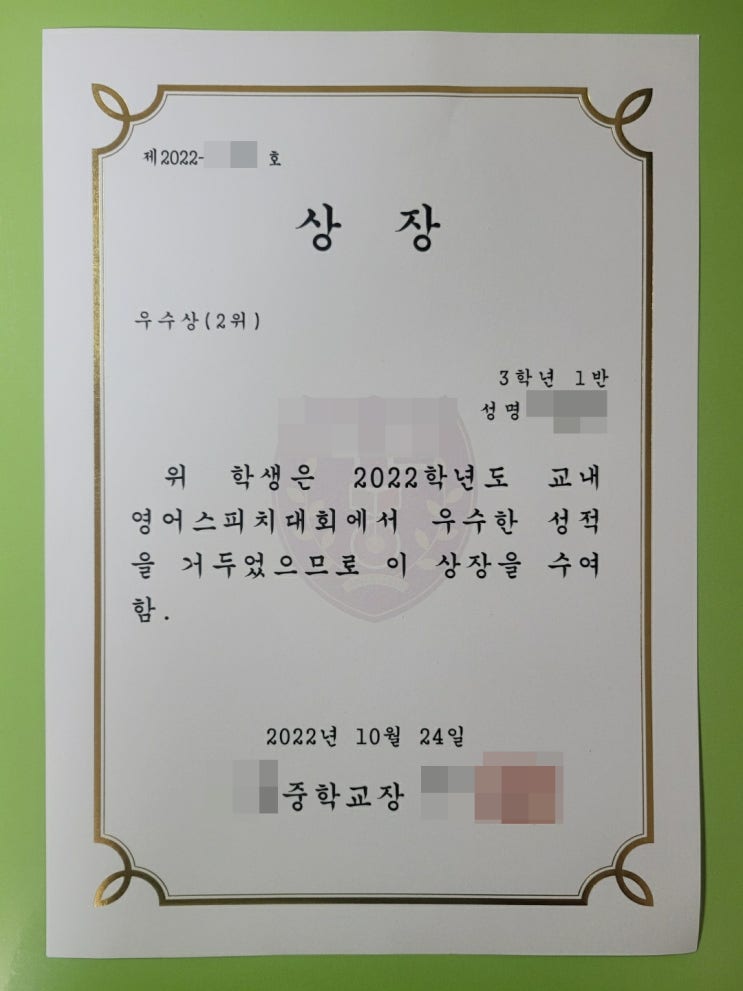 제2022- 호
상 장
우수상(2위)
3학년 1반
성명
위 학생은 2022학년도 교내
영어스피치대회에서 우수한 성적
을 거두었으므로 이 상장을 수여
함.
2022년 10월 24일
중학교장